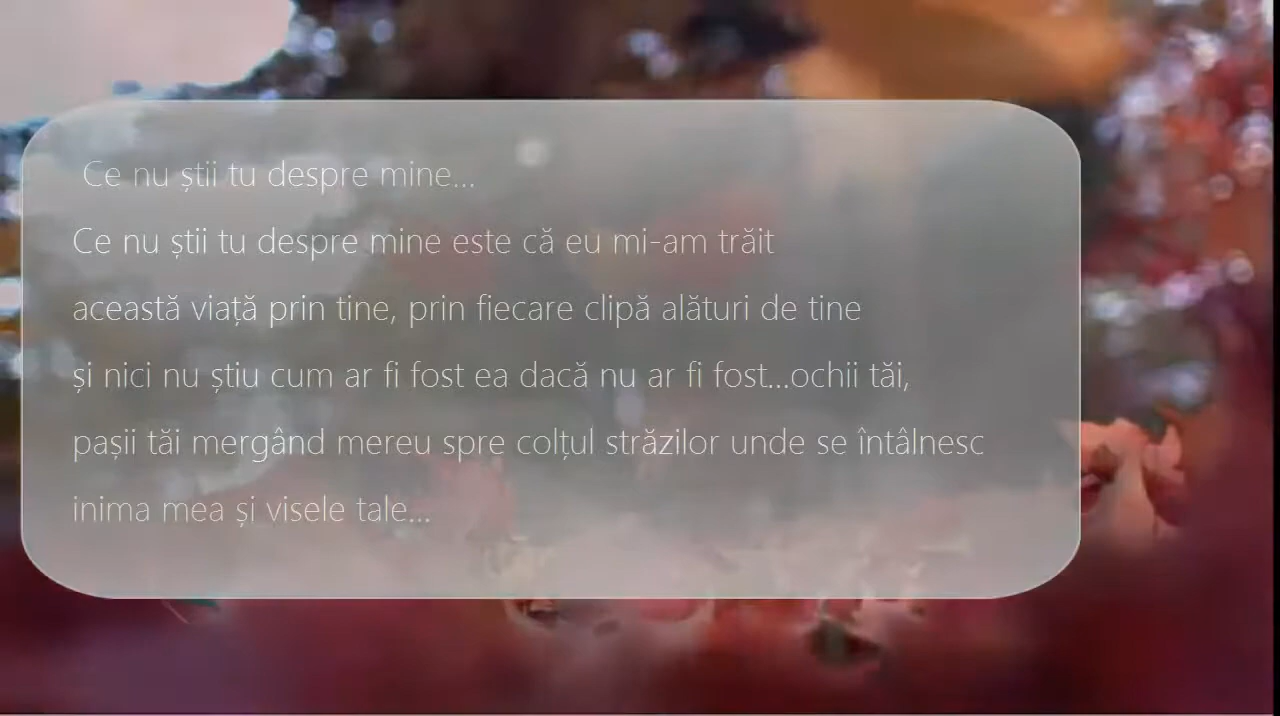 Ce nu știi tu despre mine...
Ce nu știi tu despre mine este că eu mi-am trăit
această viață prin tine, prin fiecare clipă alături de tine
și nici nu știu cum ar fi fost ea dacă nu ar fi fost...ochii tăi,
pașii tăi mergând mereu spre colțul străzilor unde se întâlnesc
inima mea și visele tale...